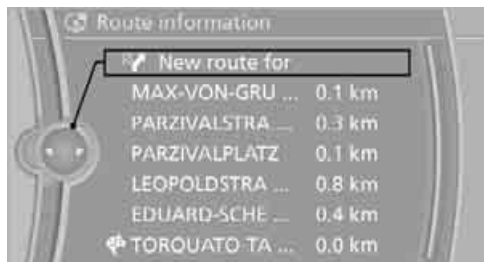 Route information
New route for
MAX-VON-GRU ... 0.1 km
PARZIVALSTRA ... 0.3 km
PARZIVALPLATZ 0.1 km
LEOPOLDSTRA ... 0.8 km
EDUARD-SCHE ... 0.4 km
TORQUATO TA ... 0.0 km